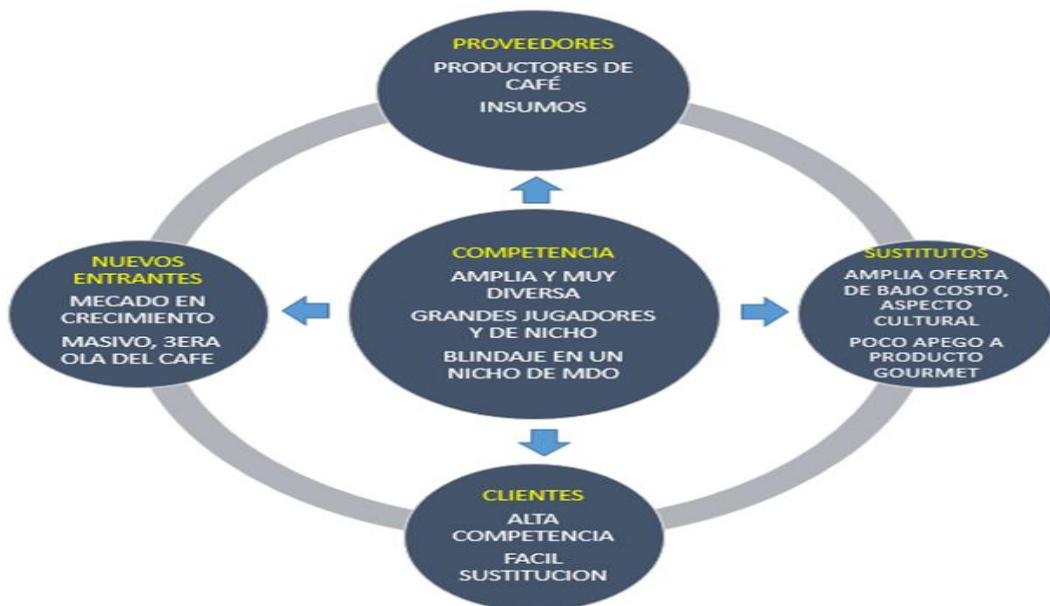 PROVEEDORES
PRODUCTORES DE
CAFÉ
INSUMOS
NUEVOS
ENTRANTES
MECADO EN
CRECIMIENTO
MASIVO, 3ERA
OLA DEL CAFE
COMPETENCIA
AMPLIA Y MUY
DIVERSA
GRANDES JUGADORES
Y DE NICHO
BLINDAJE EN UN
NICHO DE MDO
SUSTITUTOS
AMPLIA OFERTA
DE BAJO COSTO,
ASPECTO
CULTURAL
POCO APEGO A
PRODUCTO
GOURMET
CLIENTES
ALTA
COMPETENCIA
FACIL
SUSTITUCION